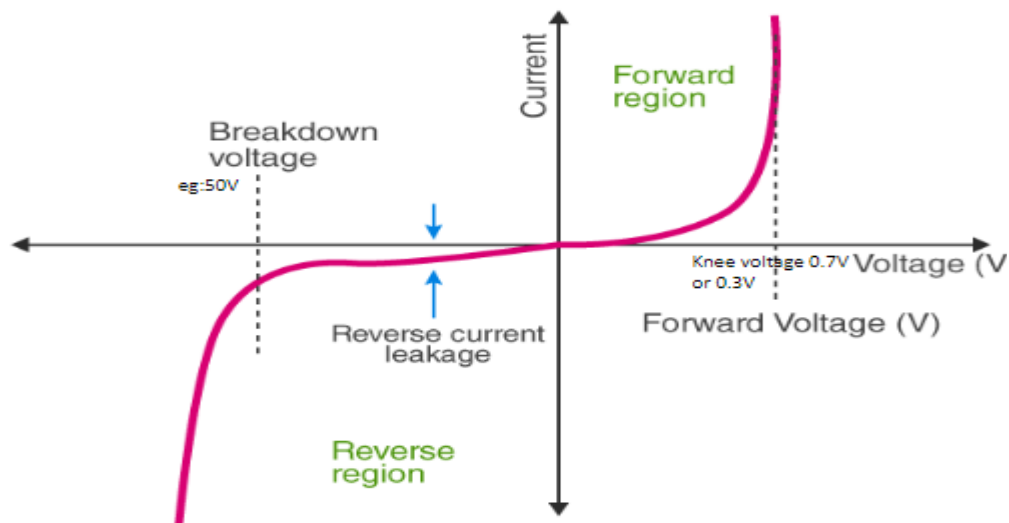 Current
Forward
region
Breakdown
voltage
eg:50V
Knee voltage 0.7V
or 0.3V
Voltage (V
Forward Voltage (V)
Reverse current
leakage
Reverse
region